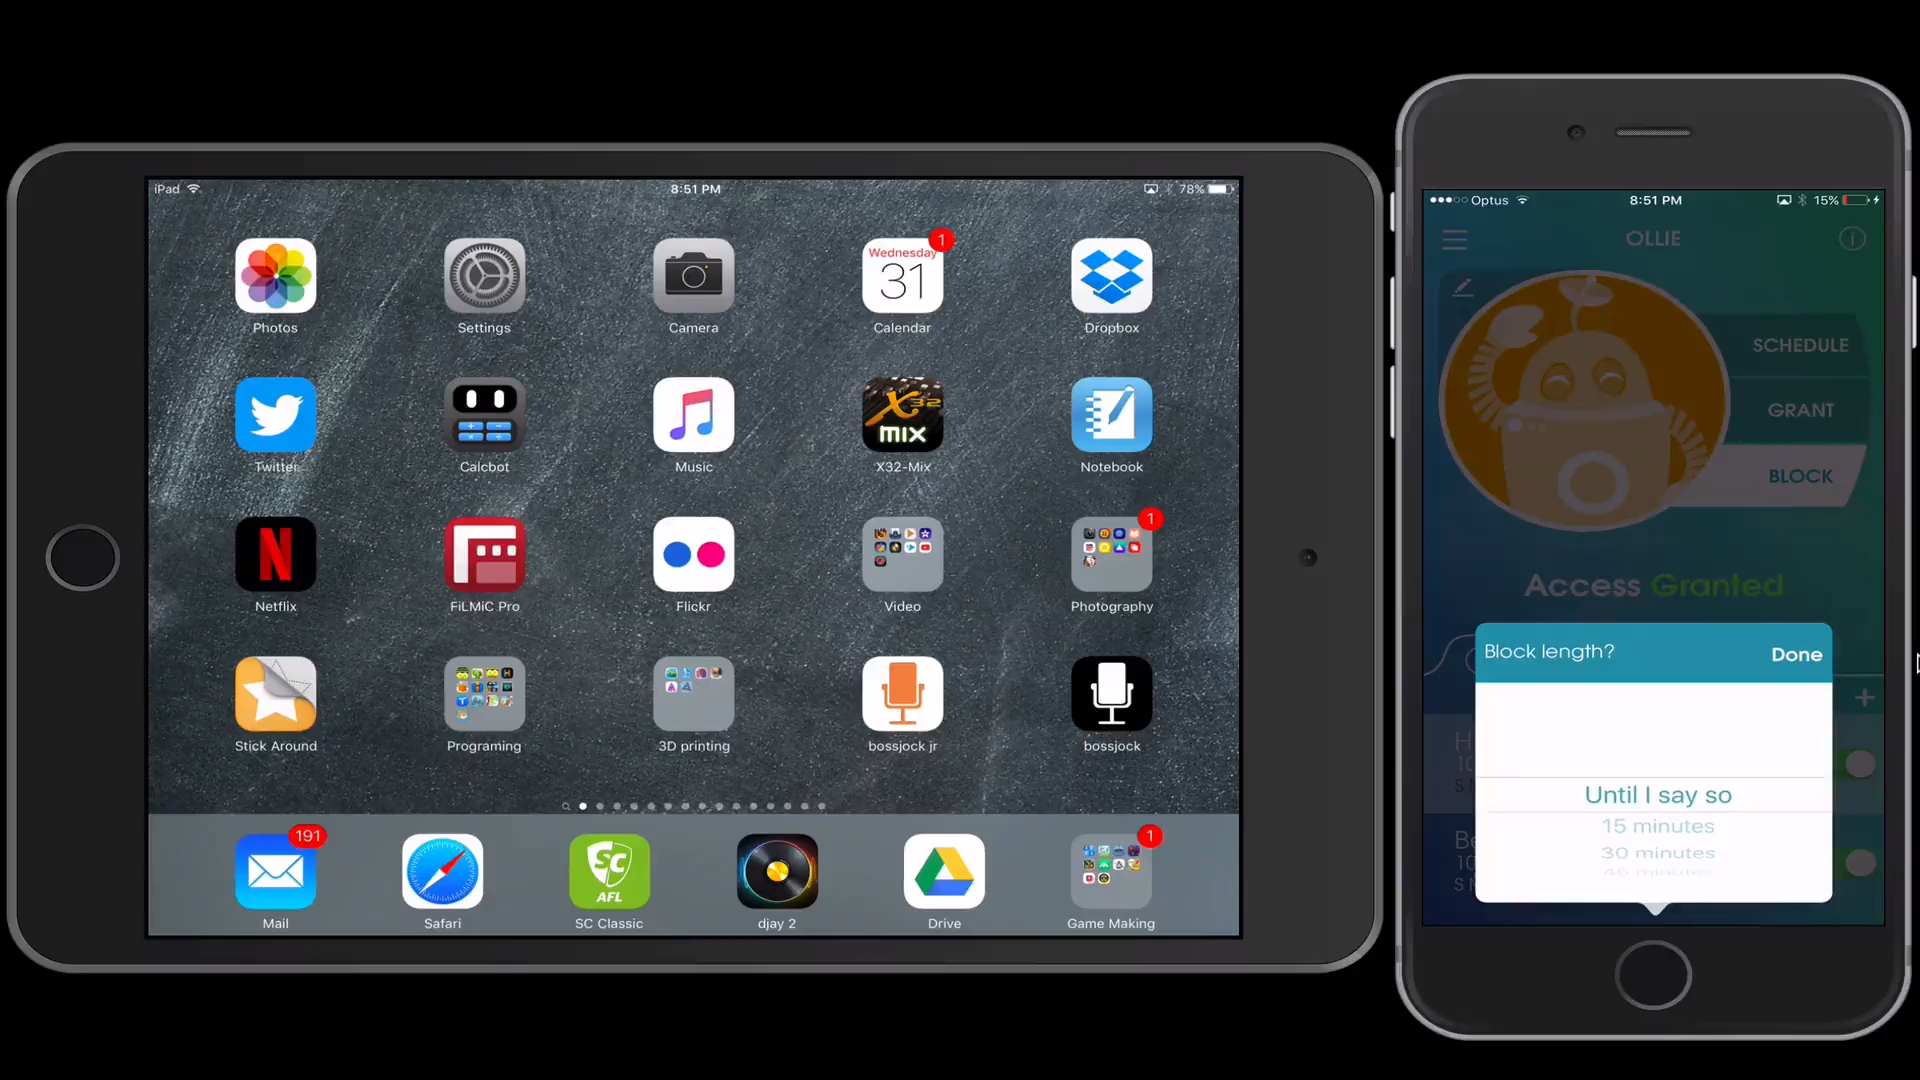 iPad
8:51 PM
78%
Photos
Settings
Camera
Wednesday
31
1
Calendar
Dropbox
Twitter
Calcbot
Music
X32
MIX
X32-Mix
Notebook
N
Netflix
FiLMiC Pro
Flickr
Video
1
Photography
Stick Around
Programing
3D printing
bossjock jr
bossjock
191
Mail
Safari
SC
AFL
SC Classic
djay 2
Drive
1
Game Making
Optus
8:51 PM
15%
OLLIE
SCHEDULE
GRANT
BLOCK
Access Granted
Block length?
Done
Until I say so
15 minutes
30 minutes
45 minutes